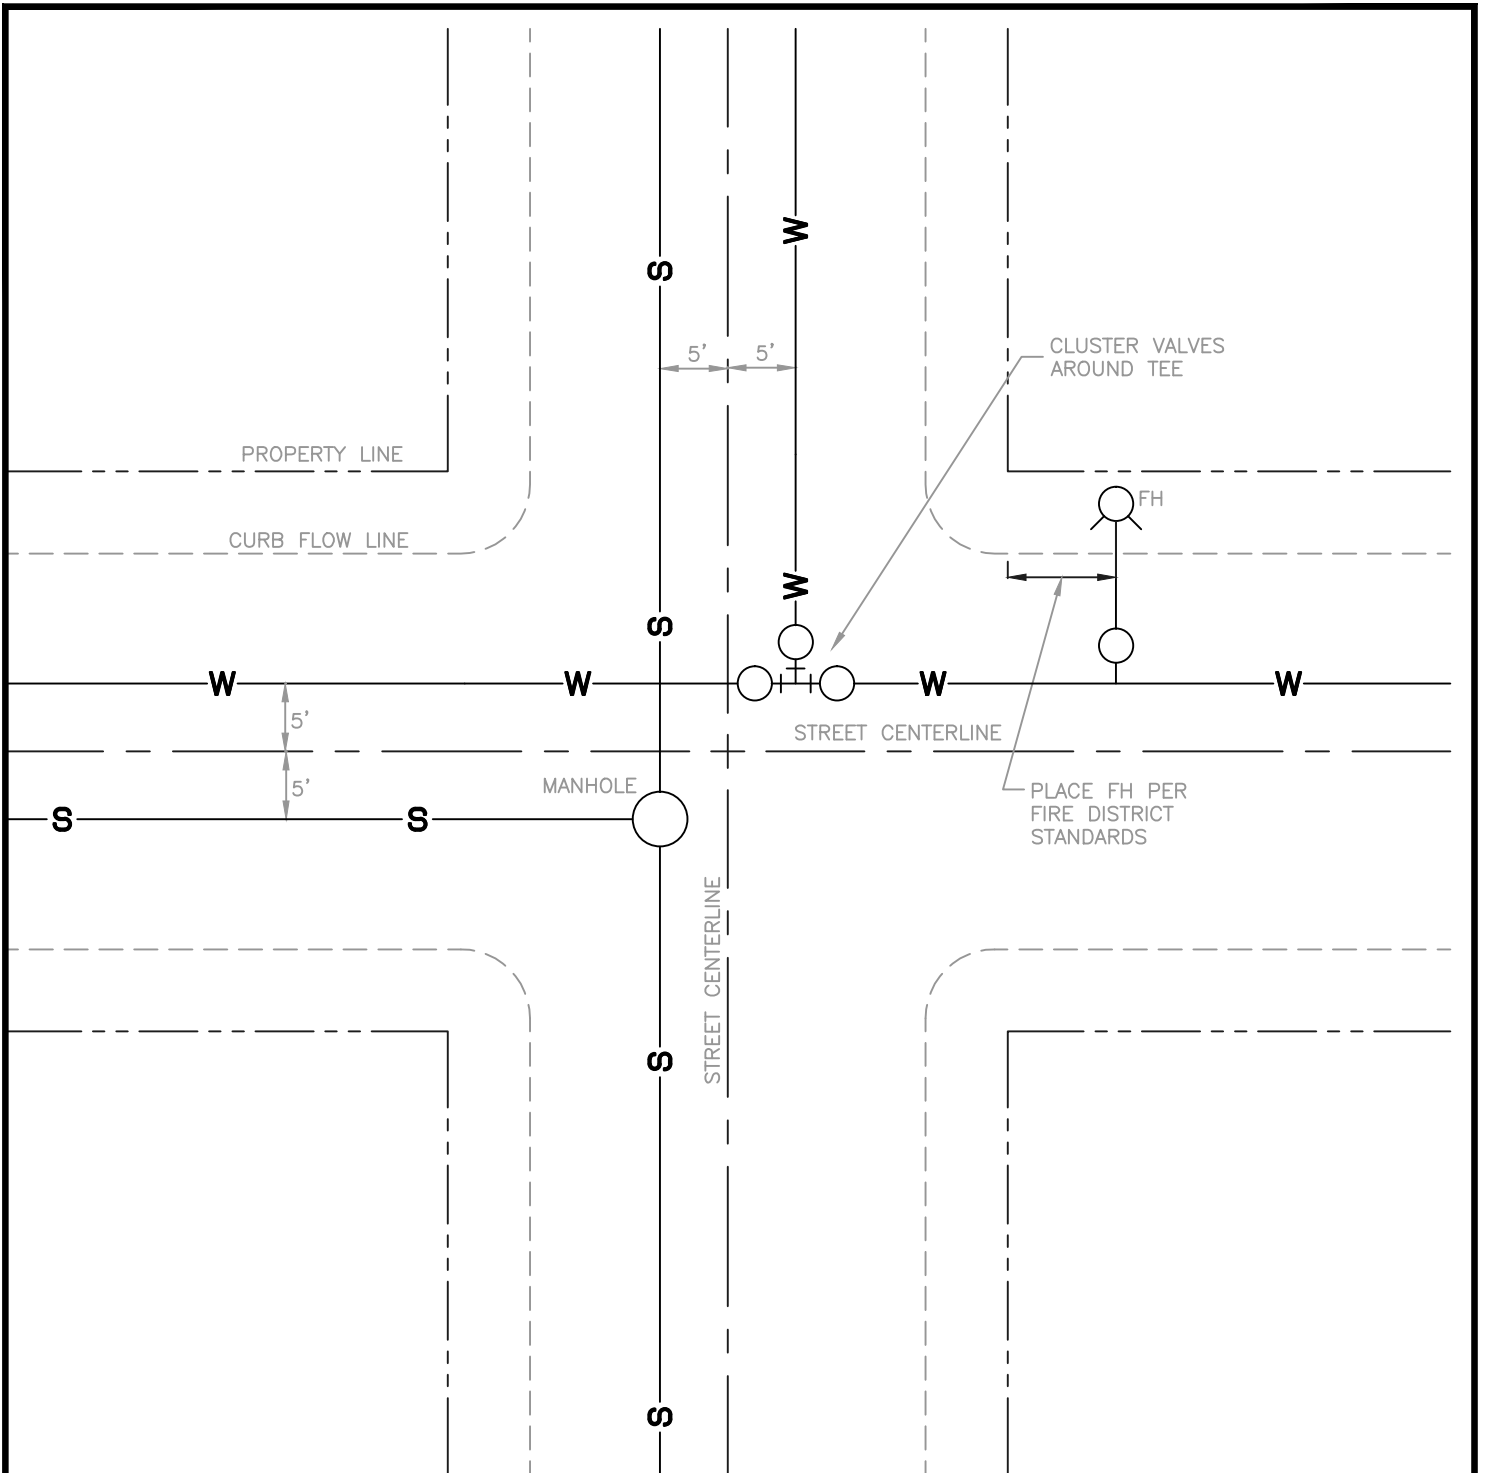 W
S
5' 5'
CLUSTER VALVES
AROUND TEE
PROPERTY LINE
FH
CURB FLOW LINE
W
S
W W W W
5'
STREET CENTERLINE
5'
MANHOLE
PLACE FH PER
FIRE DISTRICT
STANDARDS
S S
STREET CENTERLINE
S
S